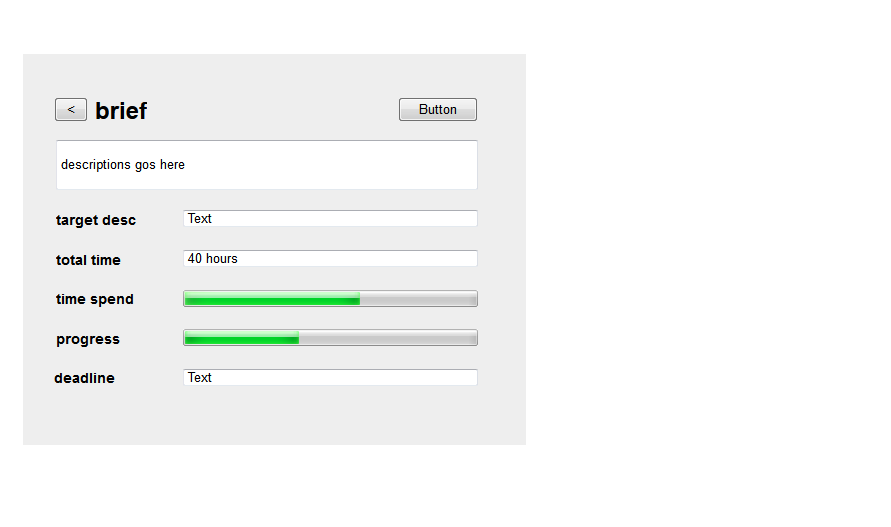 < brief Button
descriptions gos here
target desc Text
total time 40 hours
time spend
progress
deadline Text